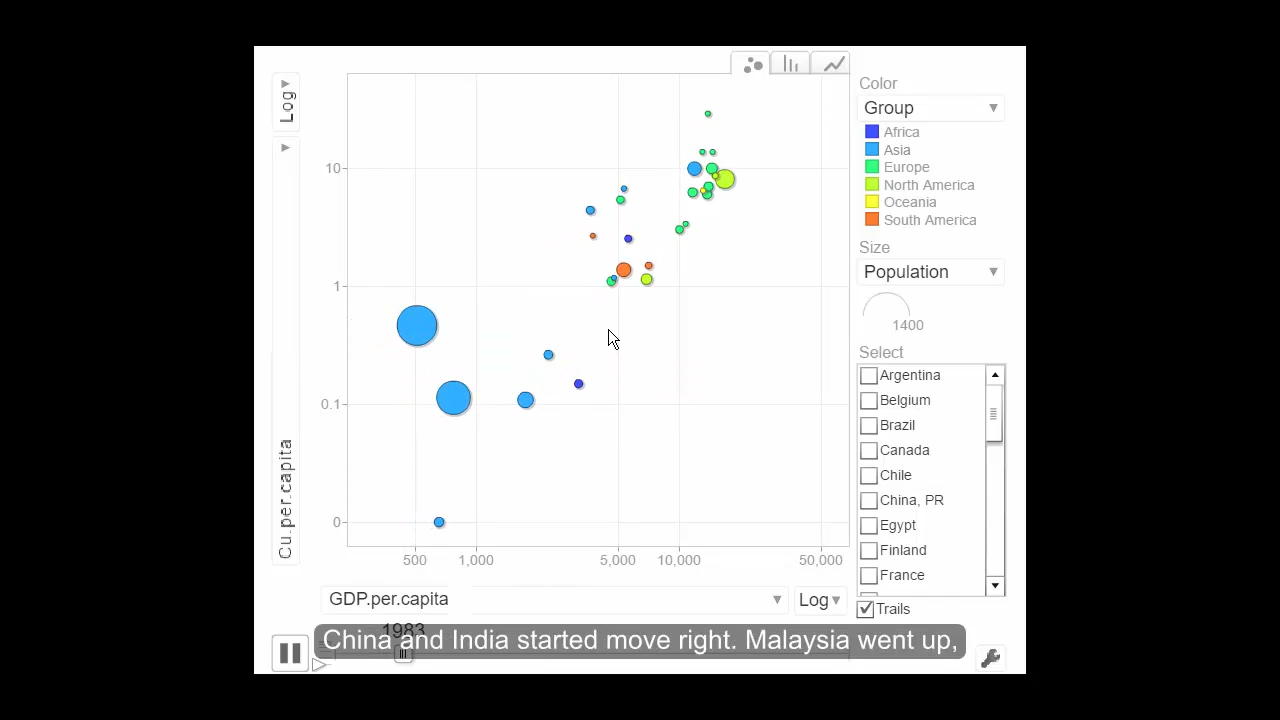 Log
Cu.per.capita
10
1
0.1
0
500
1,000
5,000
10,000
50,000
GDP.per.capita
Log
Color
Group
Africa
Asia
Europe
North America
Oceania
South America
Size
Population
1400
Select
Argentina
Belgium
Brazil
Canada
Chile
China, PR
Egypt
Finland
France
Trails
1983
China and India started move right. Malaysia went up,